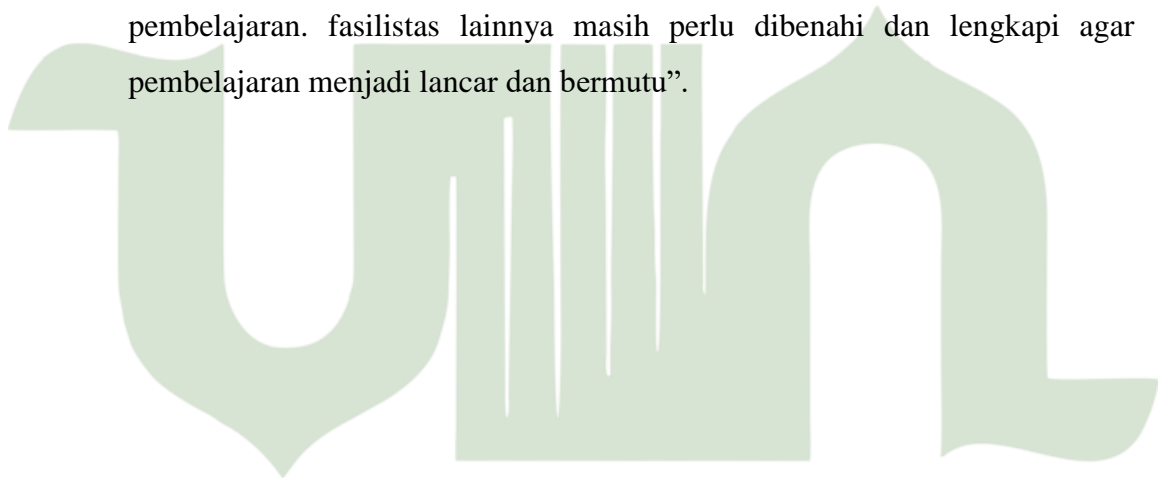 pembelajaran. fasilistas lainnya masih perlu dibenahi dan lengkapi agar
pembelajaran menjadi lancar dan bermutu”.